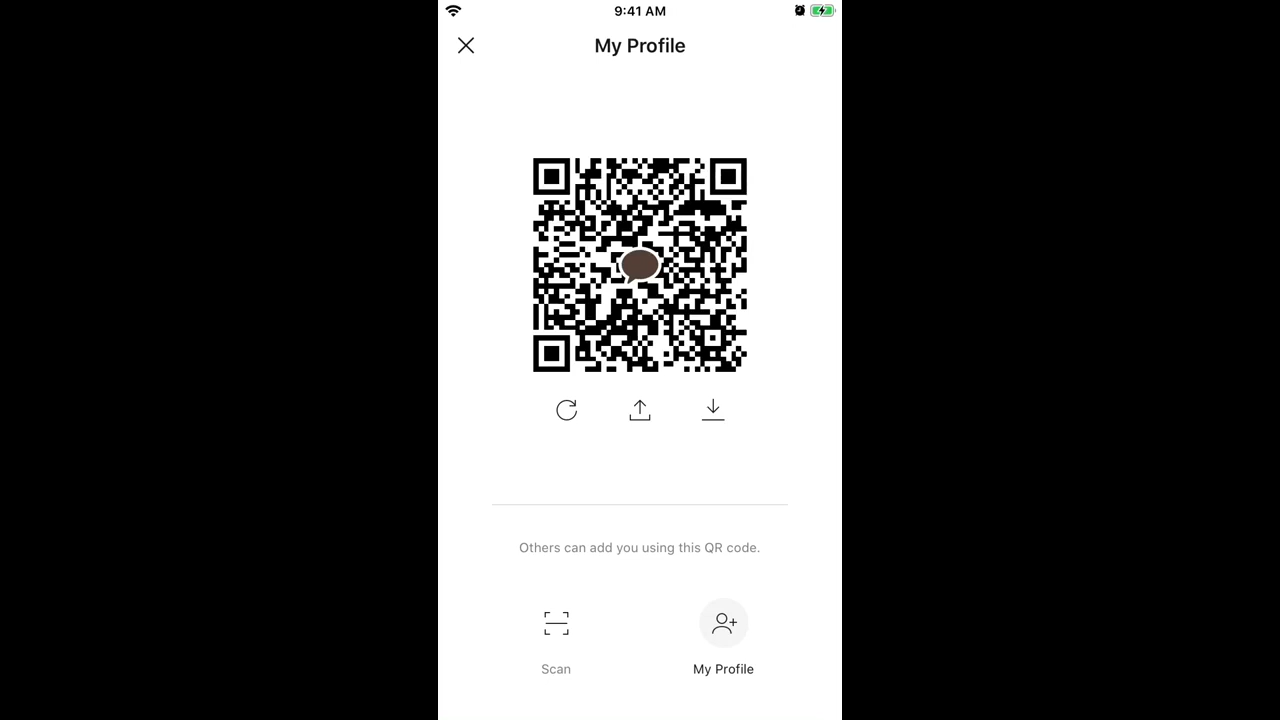 9:41 AM
My Profile
Others can add you using this QR code.
Scan
My Profile